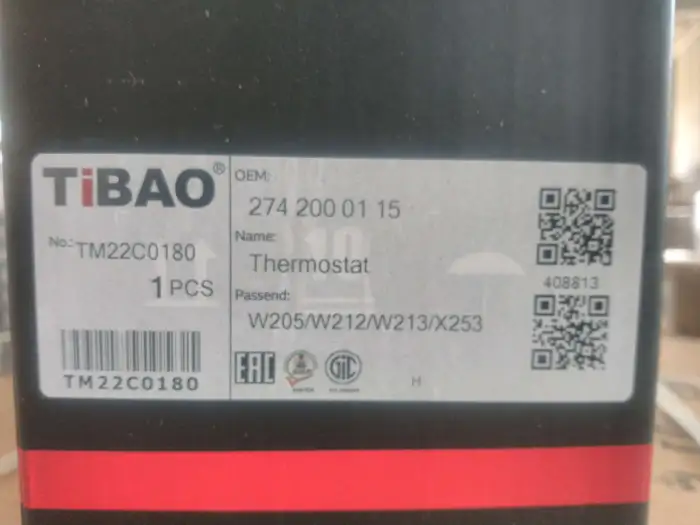 TiBAO®
No.: TM22C0180
1 PCS
TM22C0180
OEM:
274 200 01 15
Name:
Thermostat
Passend:
W205/W212/W213/X253
EAC
GIC
H
408813